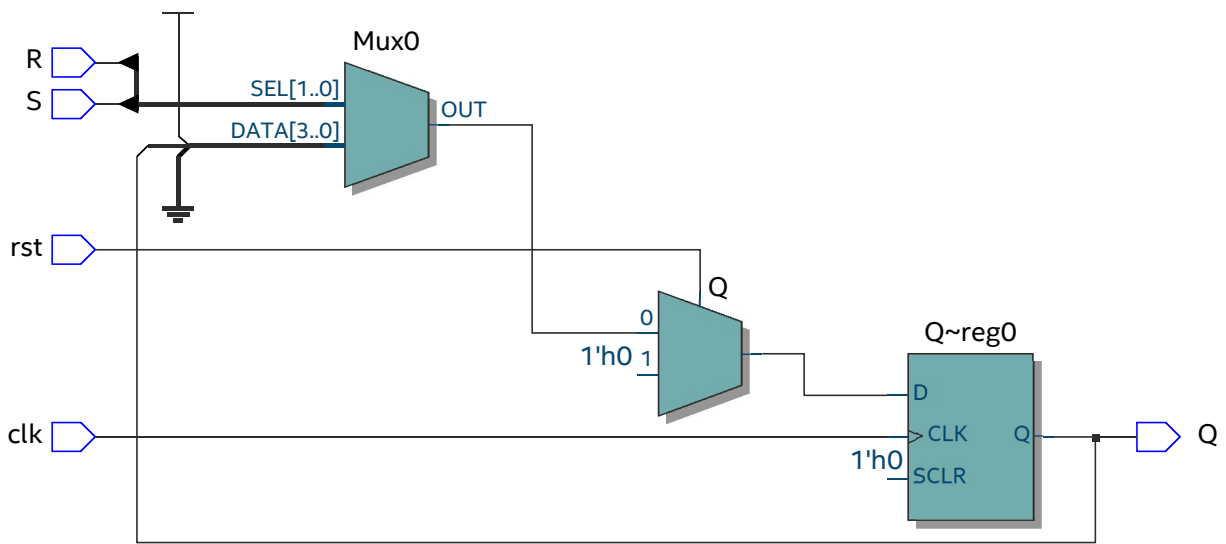 Mux0
R
S
SEL[1..0]
DATA[3..0]
OUT
rst
Q
0
1'h0 1
Q~reg0
D
clk
CLK
Q
Q
1'h0
SCLR